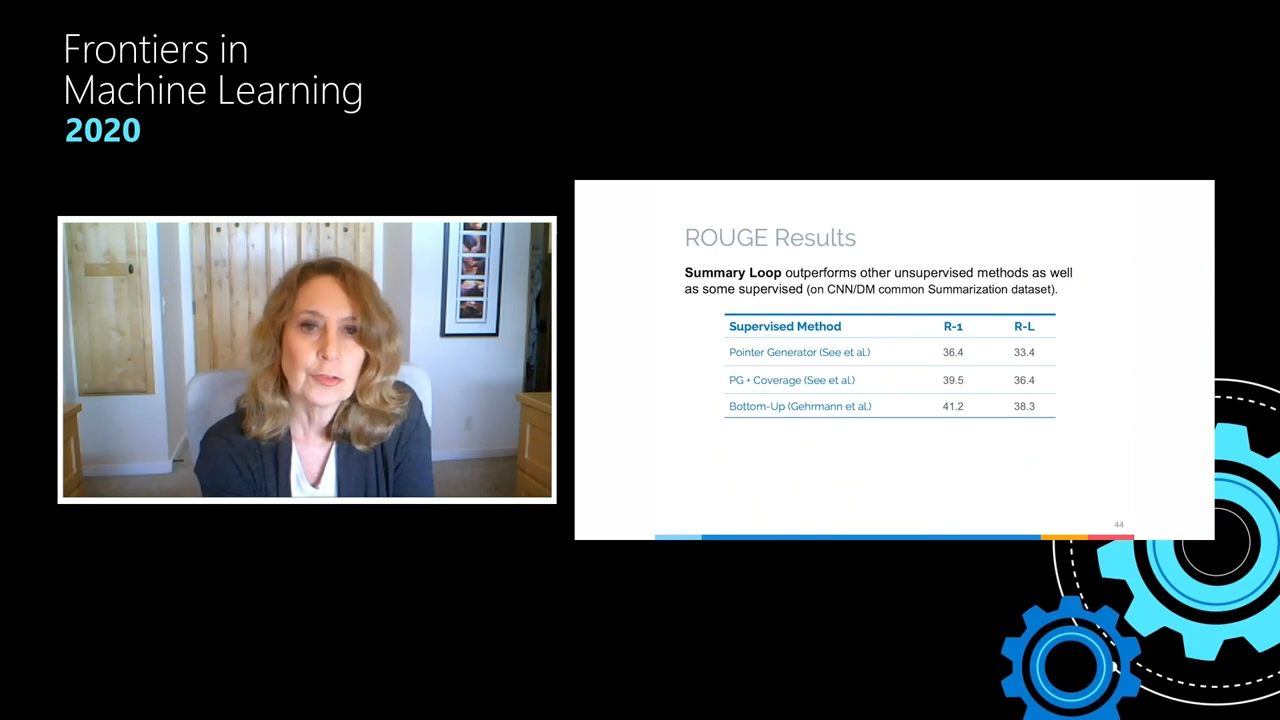 Frontiers in
Machine Learning
2020
ROUGE Results
Summary Loop outperforms other unsupervised methods as well
as some supervised (on CNN/DM common Summarization dataset).
Supervised Method R-1 R-L
Pointer Generator (See et al.) 36.4 33.4
PG + Coverage (See et al.) 39.5 36.4
Bottom-Up (Gehrmann et al.) 41.2 38.3
44